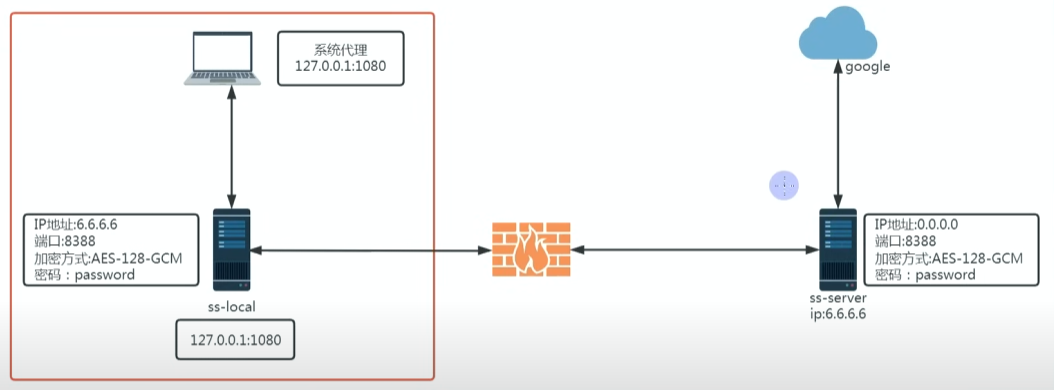 系统代理
127.0.0.1:1080
google
IP地址:6.6.6.6
端口:8388
加密方式:AES-128-GCM
密码：password
ss-local
127.0.0.1:1080
IP地址:0.0.0.0
端口:8388
加密方式:AES-128-GCM
密码：password
ss-server
ip:6.6.6.6